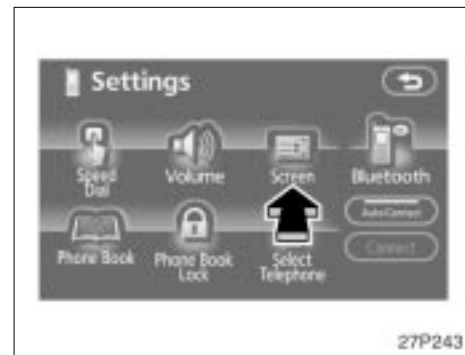 Settings
Speed
Dial
Volume
Screen
Bluetooth
Auto Connect
Phone Book
Phone Book
Lock
Select
Telephone
Connect
27P243